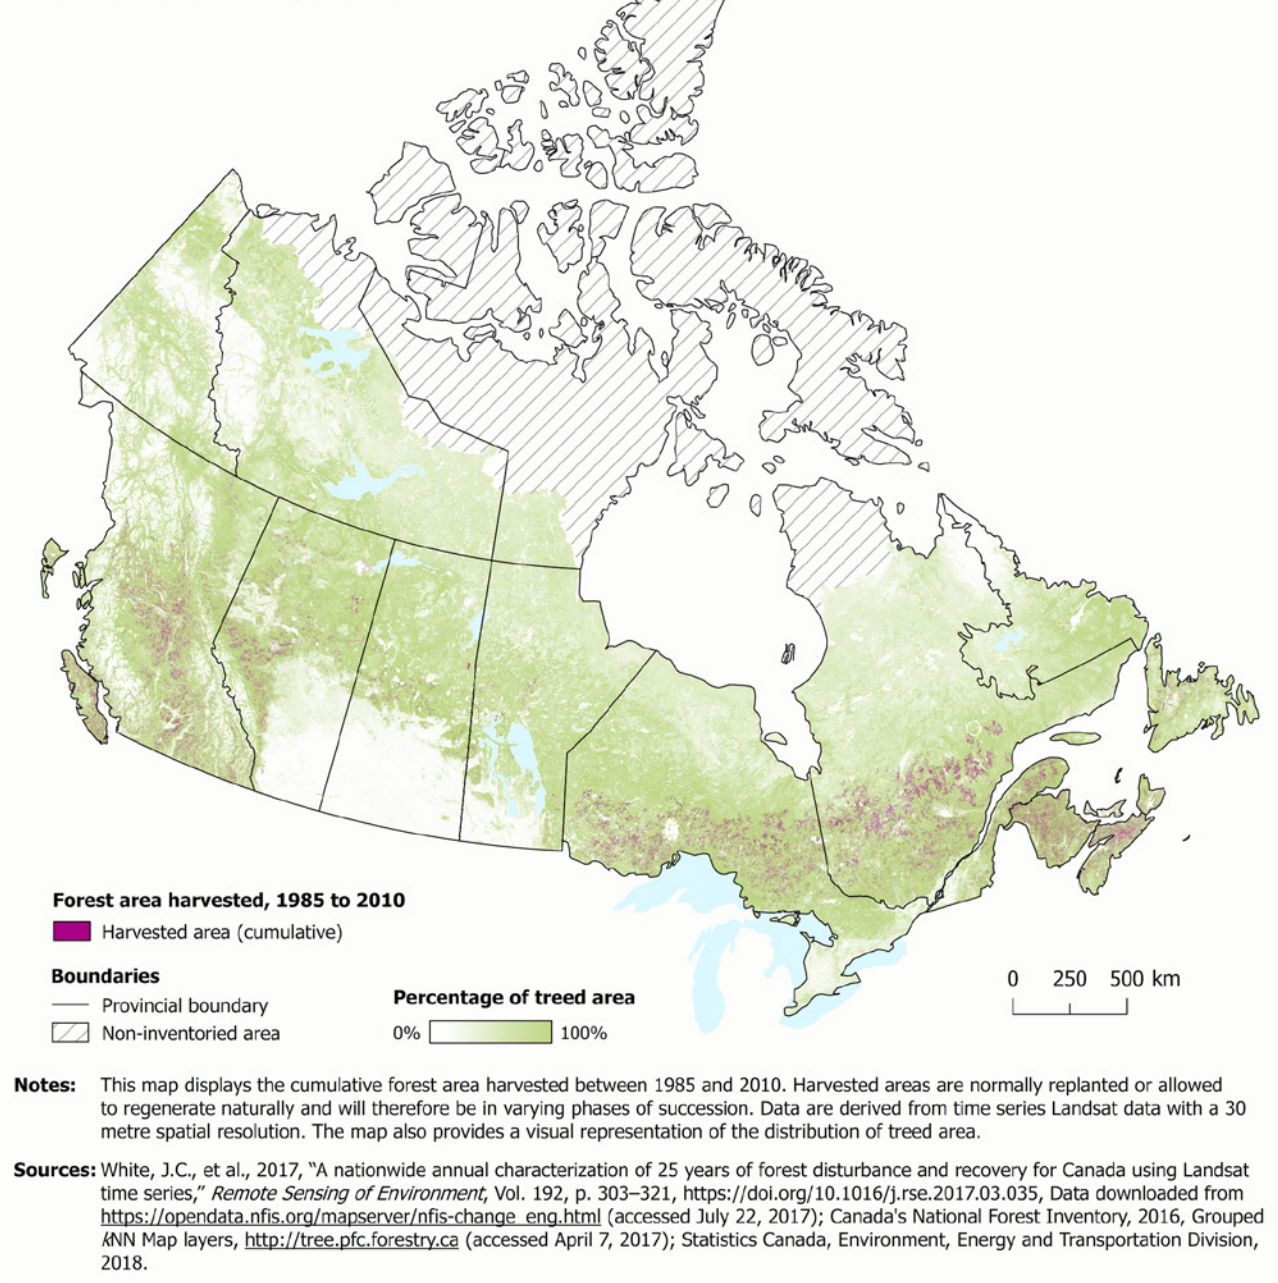 Forest area harvested, 1985 to 2010
Harvested area (cumulative)
Boundaries
Provincial boundary
Non-inventoried area
Percentage of treed area
0% 100%
0 250 500 km
Notes: This map displays the cumulative forest area harvested between 1985 and 2010. Harvested areas are normally replanted or allowed
to regenerate naturally and will therefore be in varying phases of succession. Data are derived from time series Landsat data with a 30
metre spatial resolution. The map also provides a visual representation of the distribution of treed area.
Sources: White, J.C., et al., 2017, “A nationwide annual characterization of 25 years of forest disturbance and recovery for Canada using Landsat
time series,” Remote Sensing of Environment, Vol. 192, p. 303–321, https://doi.org/10.1016/j.rse.2017.03.035, Data downloaded from
https://opendata.nfis.org/mapserver/nfis-change_eng.html (accessed July 22, 2017); Canada's National Forest Inventory, 2016, Grouped
kNN Map layers, http://tree.pfc.forestry.ca (accessed April 7, 2017); Statistics Canada, Environment, Energy and Transportation Division,
2018.